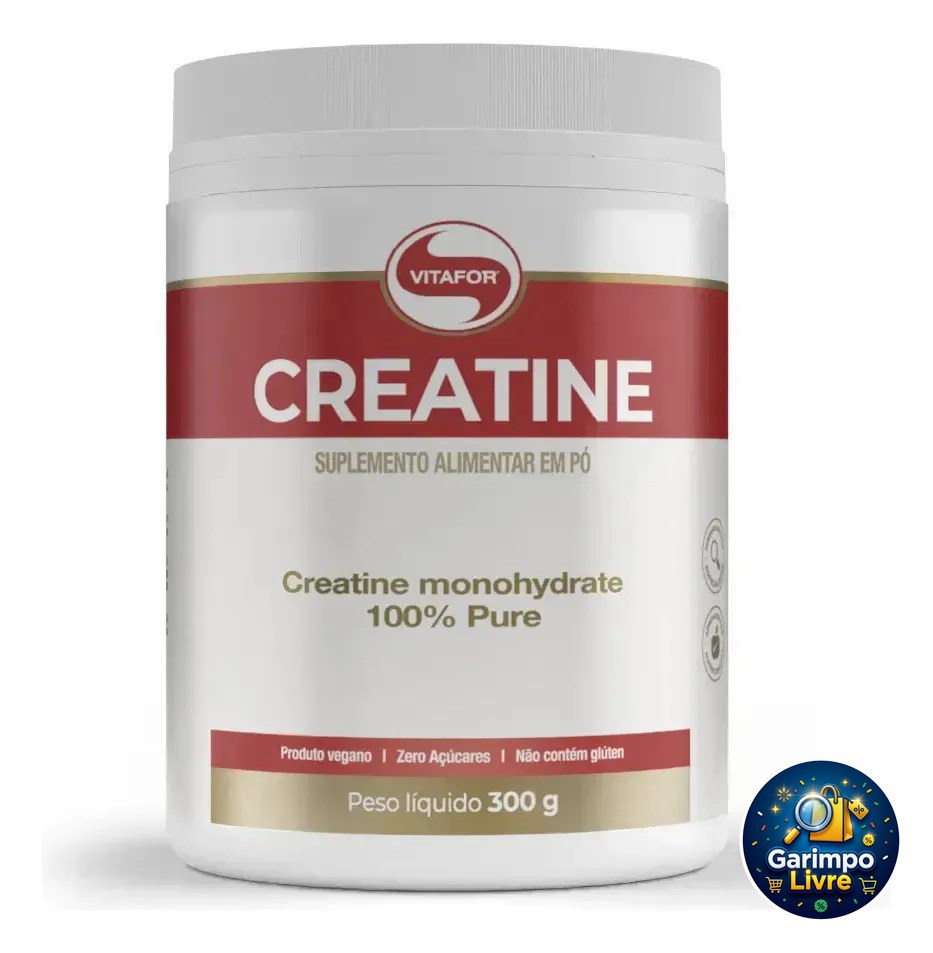 VITAFOR
CREATINE
SUPLEMENTO ALIMENTAR EM PÓ
Creatine monohydrate
100% Pure
Produto vegano | Zero Açúcares | Não contém glúten
Peso líquido 300 g
Garimpo
Livre